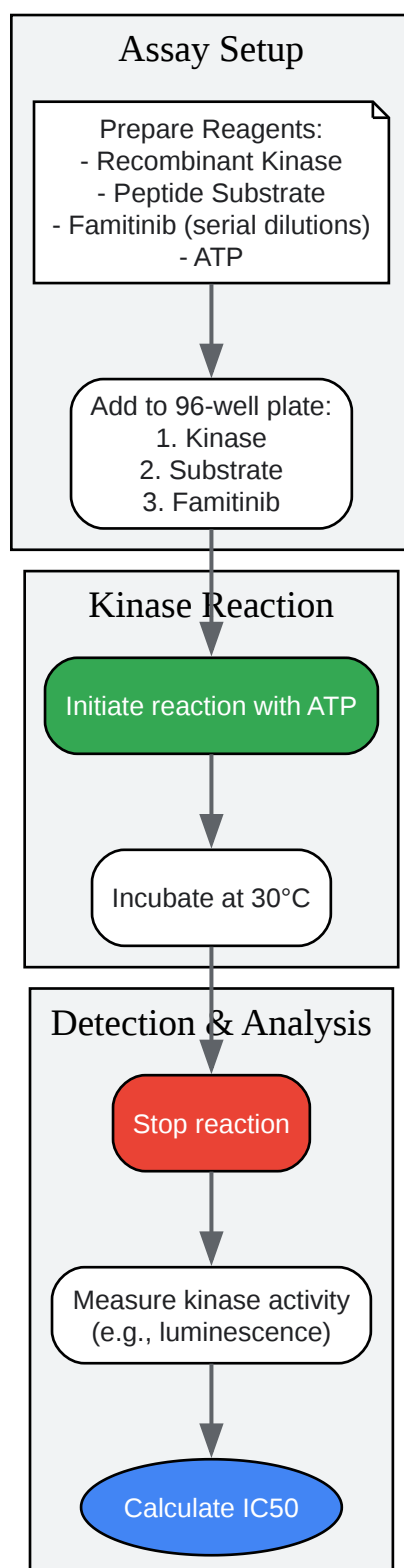 Assay Setup
Prepare Reagents:
- Recombinant Kinase
- Peptide Substrate
- Famitinib (serial dilutions)
- ATP
Add to 96-well plate:
1. Kinase
2. Substrate
3. Famitinib
Kinase Reaction
Initiate reaction with ATP
Incubate at 30°C
Detection & Analysis
Stop reaction
Measure kinase activity
(e.g., luminescence)
Calculate IC50